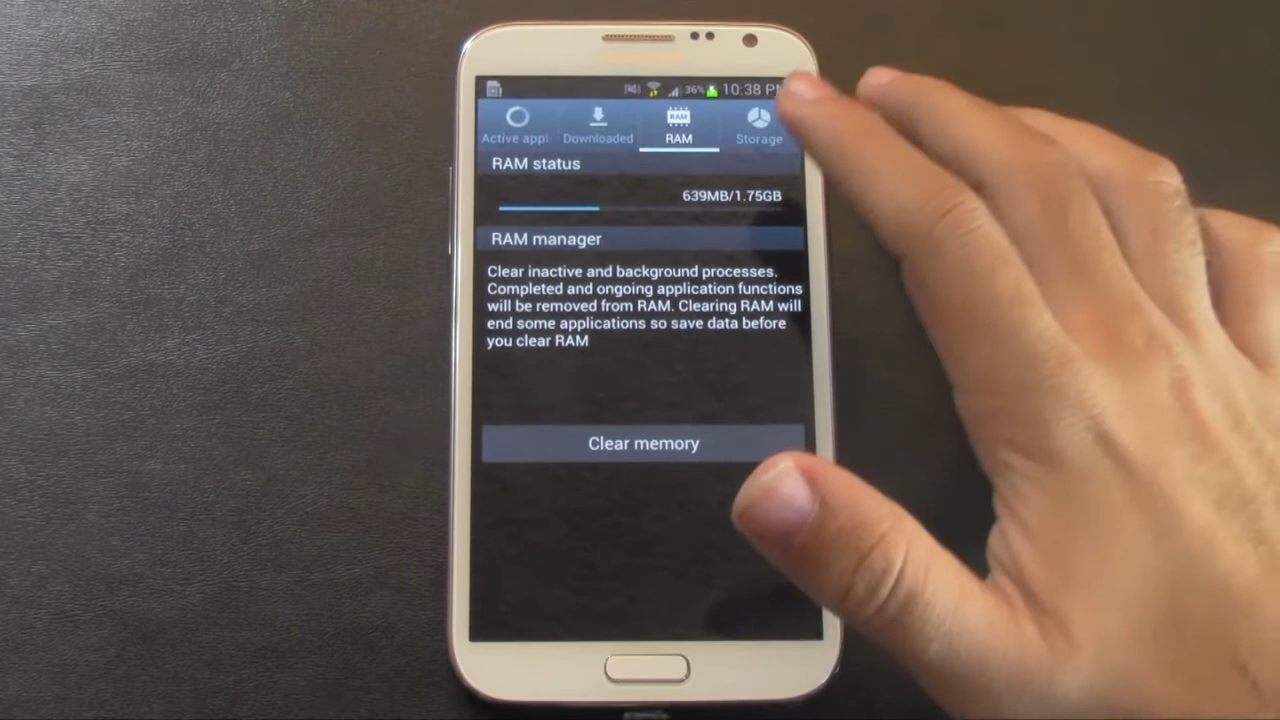 36% 10:38 PM
RAM
Active appli Downloaded RAM Storage
RAM status
639MB/1.75GB
RAM manager
Clear inactive and background processes.
Completed and ongoing application functions
will be removed from RAM. Clearing RAM will
end some applications so save data before
you clear RAM
Clear memory